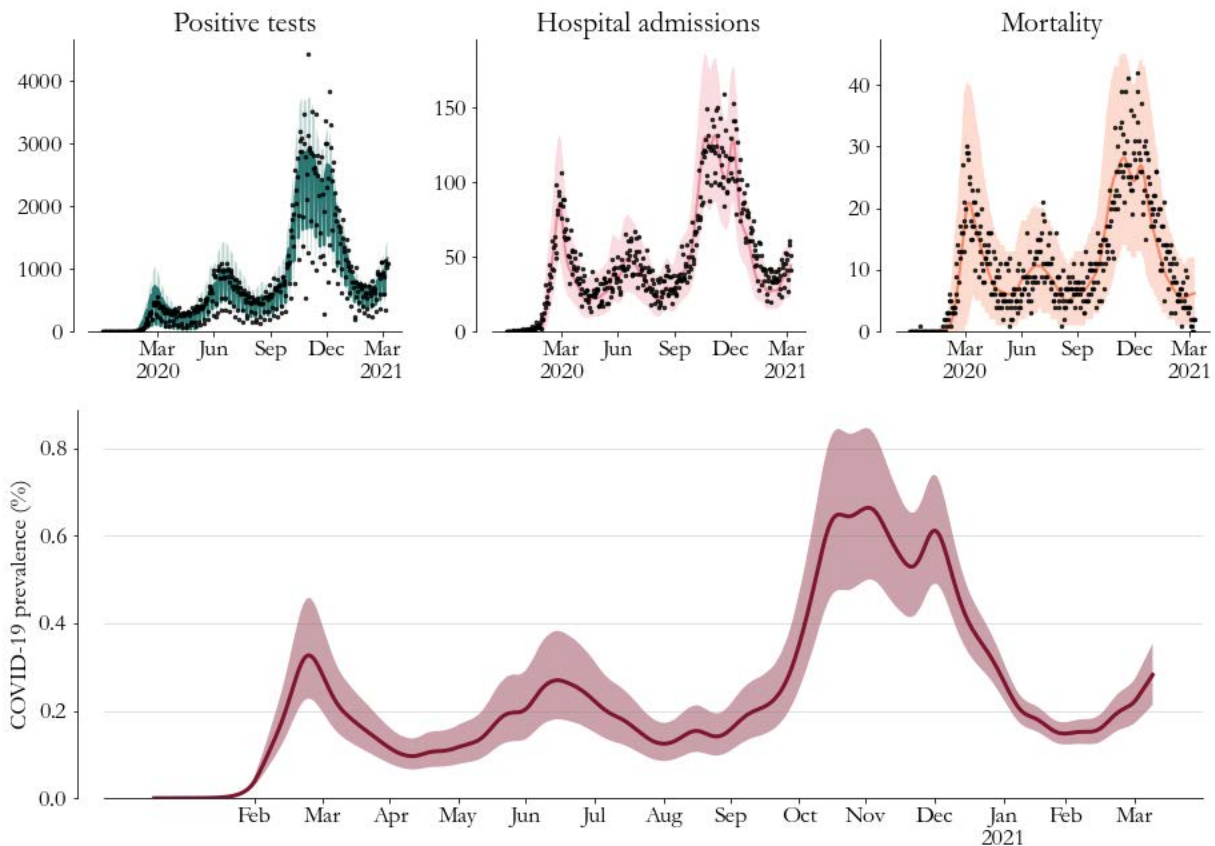 Positive tests
Hospital admissions
Mortality
4000
3000
2000
1000
0
Mar Jun Sep Dec Mar
2020 2021
150
100
50
0
Mar Jun Sep Dec Mar
2020 2021
40
30
20
10
0
Mar Jun Sep Dec Mar
2020 2021
COVID-19 prevalence (%)
0.8
0.6
0.4
0.2
0.0
Feb Mar Apr May Jun Jul Aug Sep Oct Nov Dec Jan Feb Mar
2021